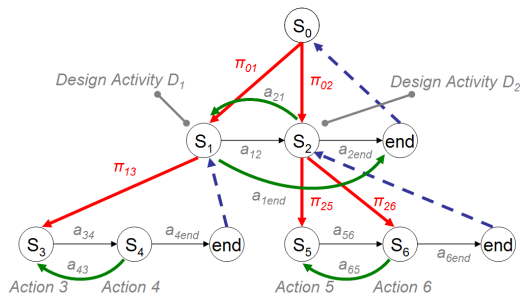 S0
π01
π02
Design Activity D1
Design Activity D2
a21
S1
a12
S2
a2end
end
π13
a1end
π25
π26
S3
a34
S4
a4end
end
S5
a56
S6
a6end
end
a43
a65
Action 3
Action 4
Action 5
Action 6